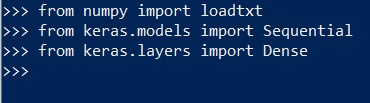 >>> from numpy import loadtxt
>>> from keras.models import Sequential
>>> from keras.layers import Dense
>>>